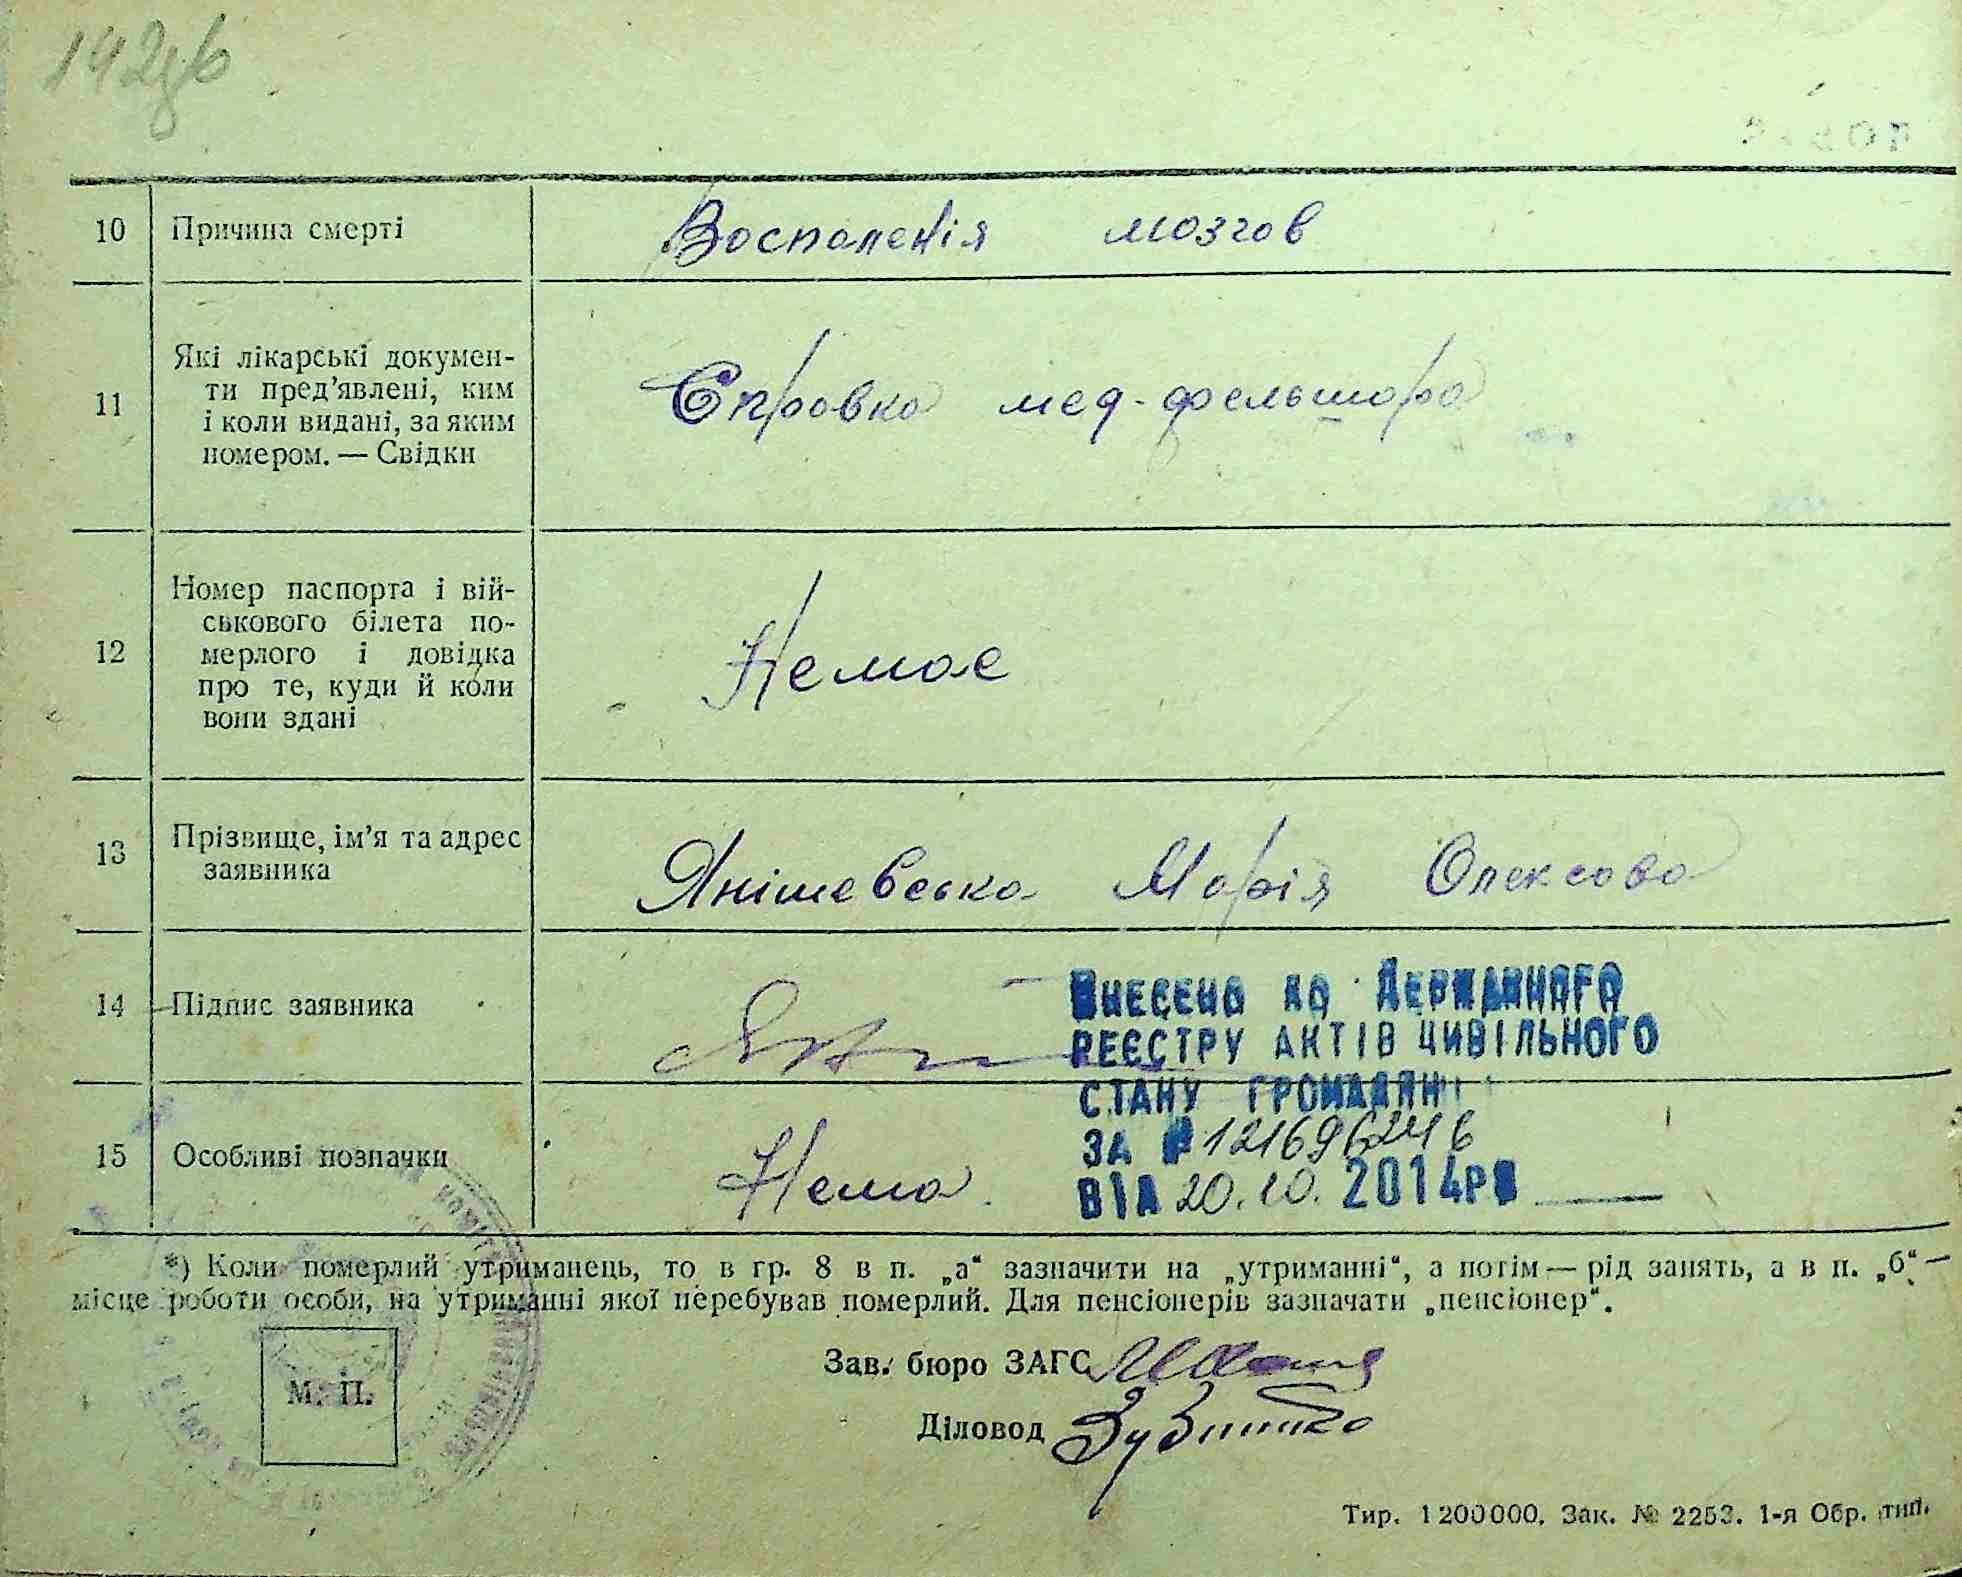 142
10 Причина смерті Воспаленія мозгов
Які лікарські докумен-
ти пред'явлені, ким
11 Справка мед-фельшара
і коли видані, за яким
номером. — Свідки
Номер паспорта і вій-
ськового білета по-
12 мерлого і довідка Немає
про те, куди й коли
вони здані
13 Прізвище, ім'я та адрес
заявника Янішевська Марія Олексова
14 Підпис заявника
Внесено до Державного
реєстру актів цивільного
стану громадян
15 Особливі позначки Нема
за № 121696246
від 20.10.2014р
*) Коли померлий утриманець, то в гр. 8 в п. „а“ зазначити на „утриманні“, а потім — рід занять, а в п. „б“ —
місце роботи особи, на утриманні якої перебував померлий. Для пенсіонерів зазначати „пенсіонер“.
М. П.
Зав. бюро ЗАГС
Діловод
Тир. 1200000. Зак. № 2253. 1-я Обр. тип.